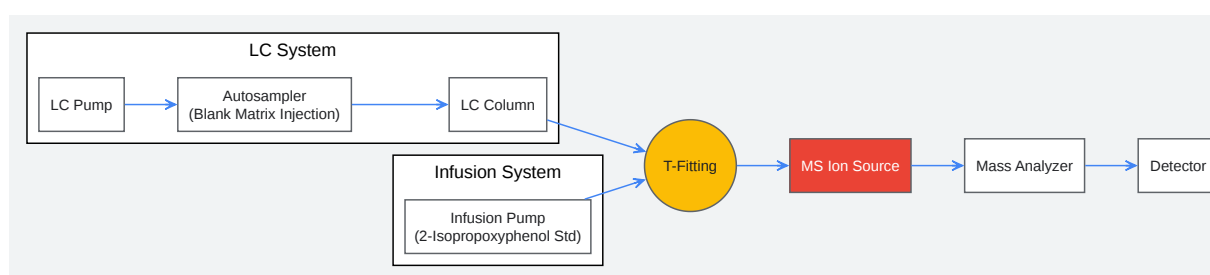 LC System
LC Pump
Autosampler
(Blank Matrix Injection)
LC Column
Infusion System
Infusion Pump
(2-Isopropoxyphenol Std)
T-Fitting
MS Ion Source
Mass Analyzer
Detector